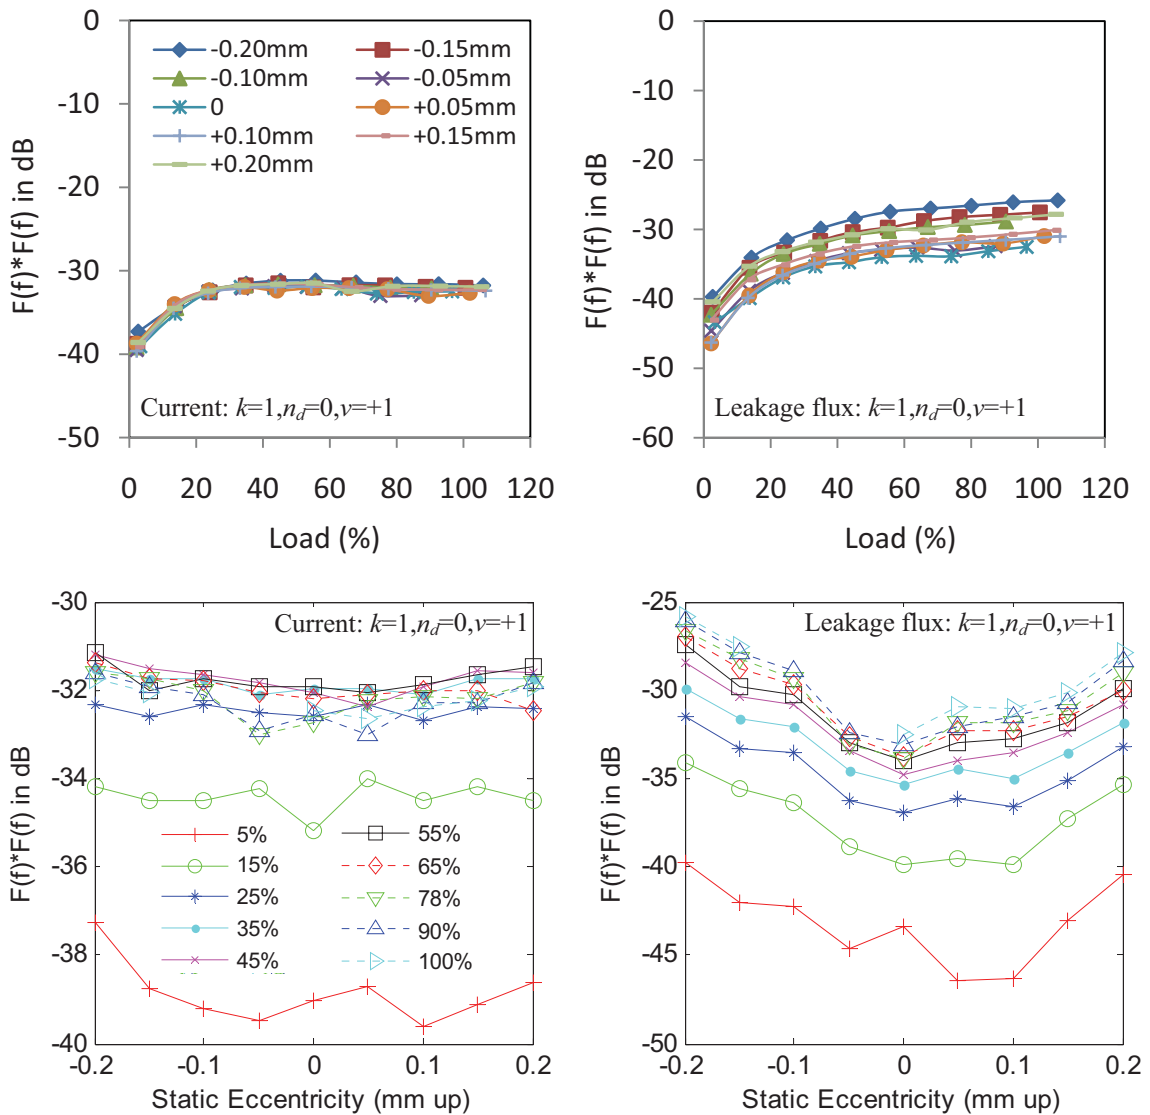 0
-10
-20
-30
-40
-50
F(f)*F(f) in dB
-0.20mm -0.15mm
-0.10mm -0.05mm
0 +0.05mm
+0.10mm +0.15mm
+0.20mm
Current: k=1,nd=0,v=+1
0 20 40 60 80 100 120
Load (%)
0
-10
-20
-30
-40
-50
-60
F(f)*F(f) in dB
Leakage flux: k=1,nd=0,v=+1
0 20 40 60 80 100 120
Load (%)
-30
-32
-34
-36
-38
-40
F(f)*F(f) in dB
Current: k=1,nd=0,v=+1
5% 55%
15% 65%
25% 78%
35% 90%
45% 100%
-0.2 -0.1 0 0.1 0.2
Static Eccentricity (mm up)
-25
-30
-35
-40
-45
-50
F(f)*F(f) in dB
Leakage flux: k=1,nd=0,v=+1
-0.2 -0.1 0 0.1 0.2
Static Eccentricity (mm up)